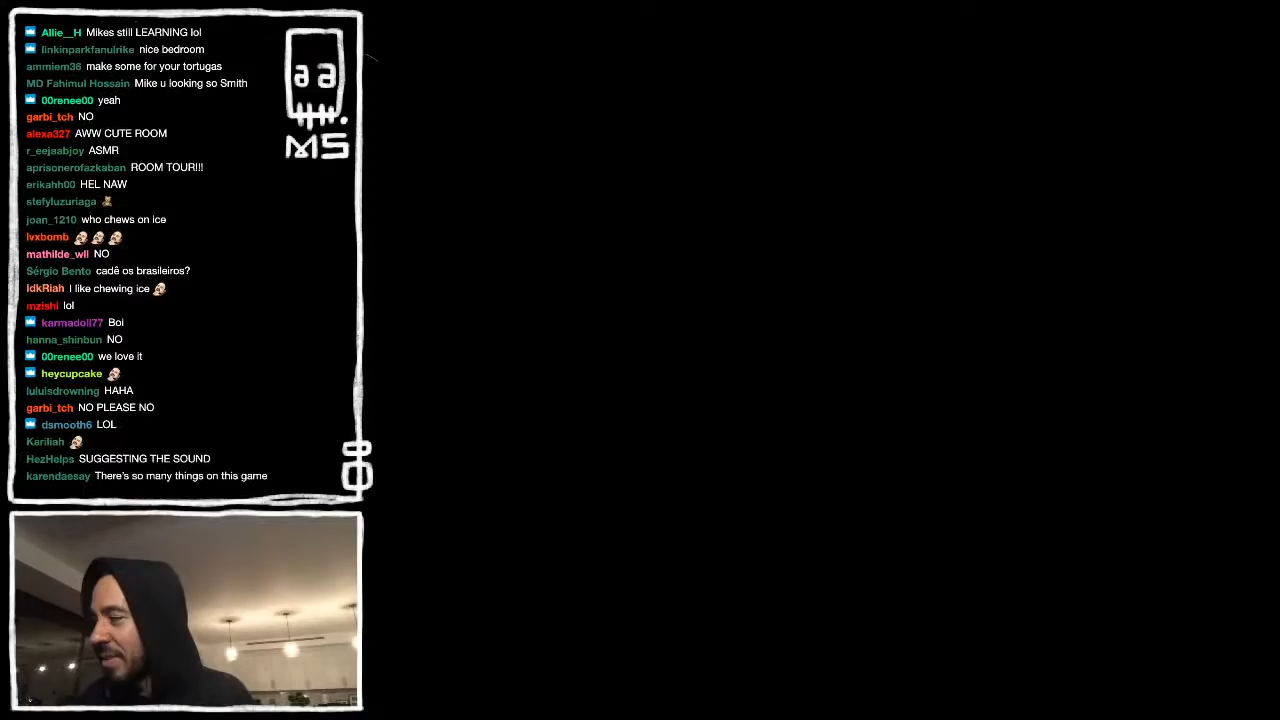 Allie__H Mikes still LEARNING lol
linkinparkfanulrike nice bedroom
ammiem36 make some for your tortugas
MD Fahimul Hossain Mike u looking so Smith
00renee00 yeah
garbi_tch NO
alexa327 AWW CUTE ROOM
r_eejaabjoy ASMR
aprisonerofazkaban ROOM TOUR!!!
erikahh00 HEL NAW
stefyluzuriaga
joan_1210 who chews on ice
lvxbomb
mathilde_wll NO
Sérgio Bento cadê os brasileiros?
IdkRiah I like chewing ice
mzishi lol
karmadoll77 Boi
hanna_shinbun NO
00renee00 we love it
heycupcake
luluisdrowning HAHA
garbi_tch NO PLEASE NO
dsmooth6 LOL
Kariliah
HezHelps SUGGESTING THE SOUND
karendaesay There's so many things on this game
aa
MS